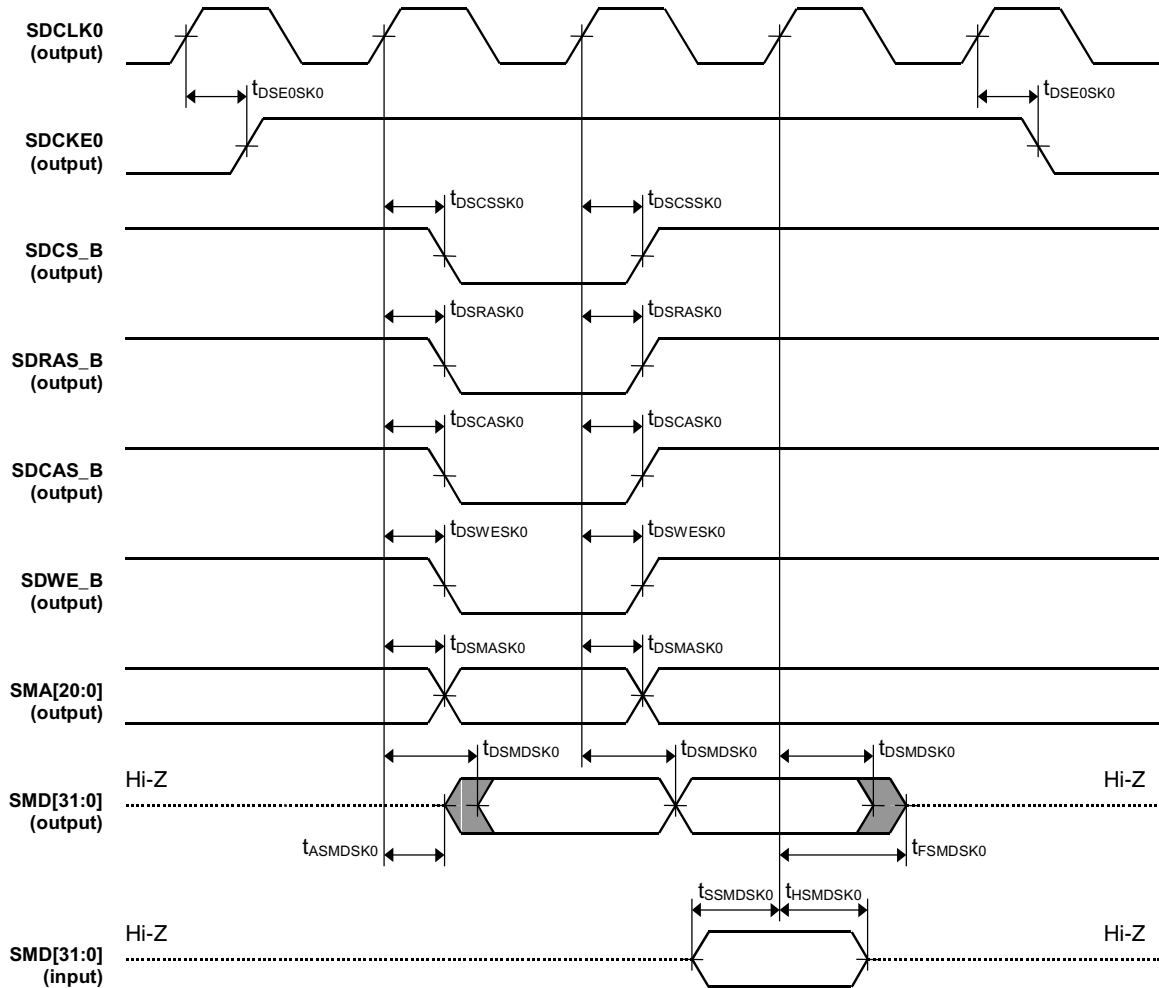 SDCLK0
(output)
tDSE0SK0 tDSE0SK0
SDCKE0
(output)
tDSCSSK0 tDSCSSK0
SDCS_B
(output)
tDSRASK0 tDSRASK0
SDRAS_B
(output)
tDSCASK0 tDSCASK0
SDCAS_B
(output)
tDSWESK0 tDSWESK0
SDWE_B
(output)
tDSMASK0 tDSMASK0
SMA[20:0]
(output)
tDSMDSK0 tDSMDSK0 tDSMDSK0
Hi-Z Hi-Z
SMD[31:0]
(output)
tASMDSK0 tFSMDSK0
tSSMDSK0 tHSMDSK0
Hi-Z Hi-Z
SMD[31:0]
(input)